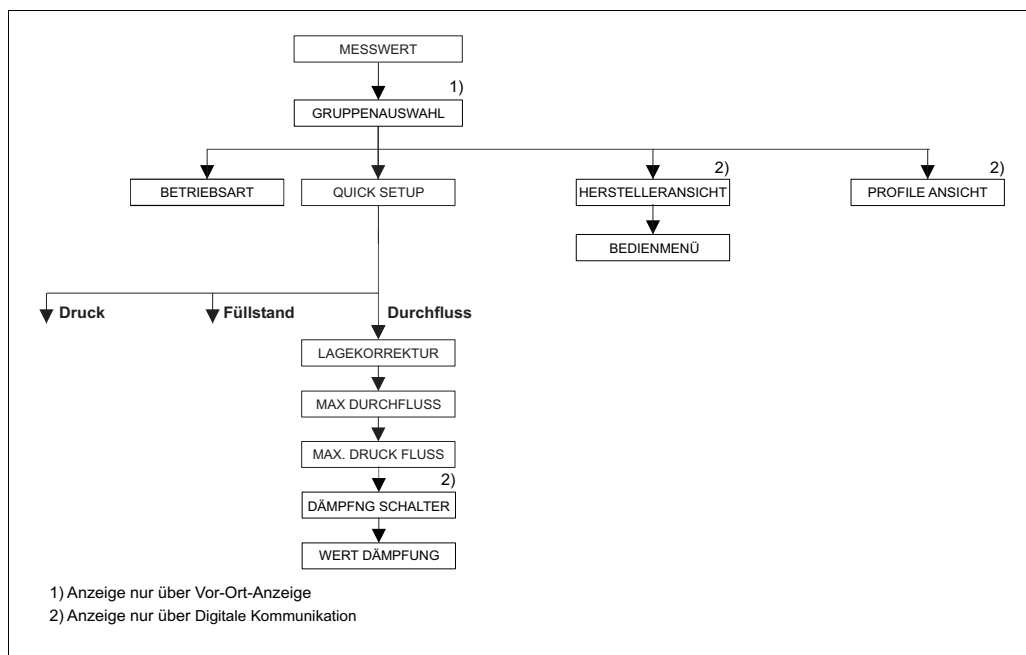 MESSWERT
1)
GRUPPENAUSWAHL
2)
2)
BETRIEBSART
QUICK SETUP
HERSTELLERANSICHT
PROFILE ANSICHT
BEDIENMENÜ
Druck
Füllstand
Durchfluss
LAGEKORREKTUR
MAX DURCHFLUSS
MAX. DRUCK FLUSS
2)
DÄMPFNG SCHALTER
WERT DÄMPFUNG
1) Anzeige nur über Vor-Ort-Anzeige
2) Anzeige nur über Digitale Kommunikation